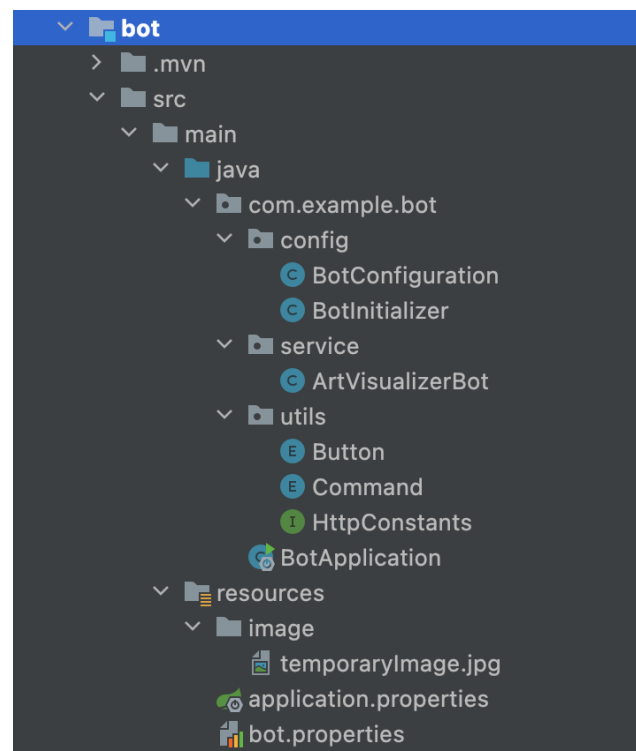 bot
.mvn
src
main
java
com.example.bot
config
C BotConfiguration
C BotInitializer
service
C ArtVisualizerBot
utils
E Button
E Command
I HttpConstants
BotApplication
resources
image
temporaryImage.jpg
application.properties
bot.properties